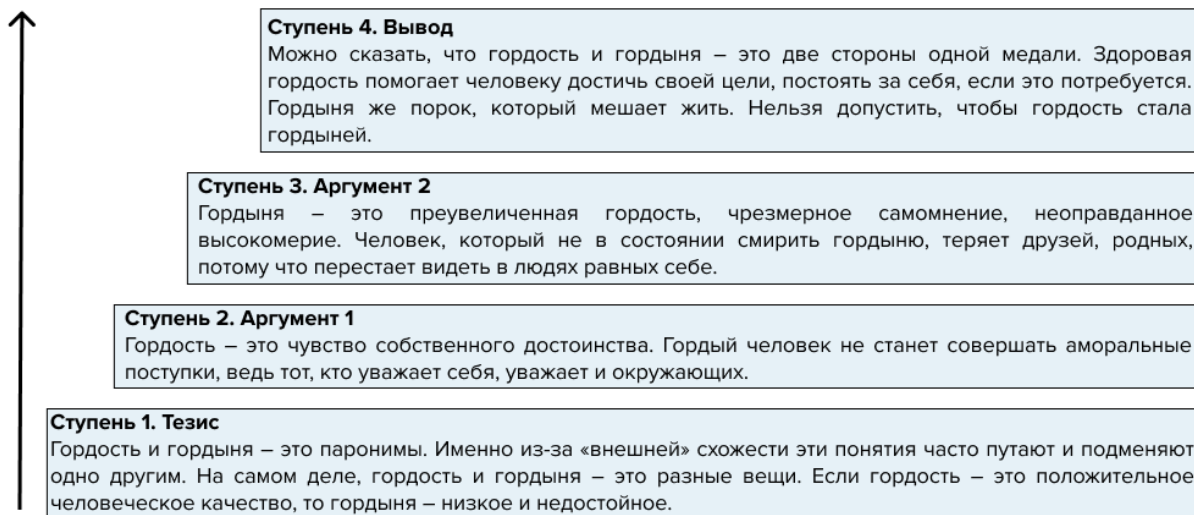 Ступень 4. Вывод
Можно сказать, что гордость и гордыня – это две стороны одной медали. Здоровая
гордость помогает человеку достичь своей цели, постоять за себя, если это потребуется.
Гордыня же порок, который мешает жить. Нельзя допустить, чтобы гордость стала
гордыней.
Ступень 3. Аргумент 2
Гордыня – это преувеличенная гордость, чрезмерное самомнение, неоправданное
высокомерие. Человек, который не в состоянии смирить гордыню, теряет друзей, родных,
потому что перестает видеть в людях равных себе.
Ступень 2. Аргумент 1
Гордость – это чувство собственного достоинства. Гордый человек не станет совершать аморальные
поступки, ведь тот, кто уважает себя, уважает и окружающих.
Ступень 1. Тезис
Гордость и гордыня – это паронимы. Именно из-за «внешней» схожести эти понятия часто путают и подменяют
одно другим. На самом деле, гордость и гордыня – это разные вещи. Если гордость – это положительное
человеческое качество, то гордыня – низкое и недостойное.